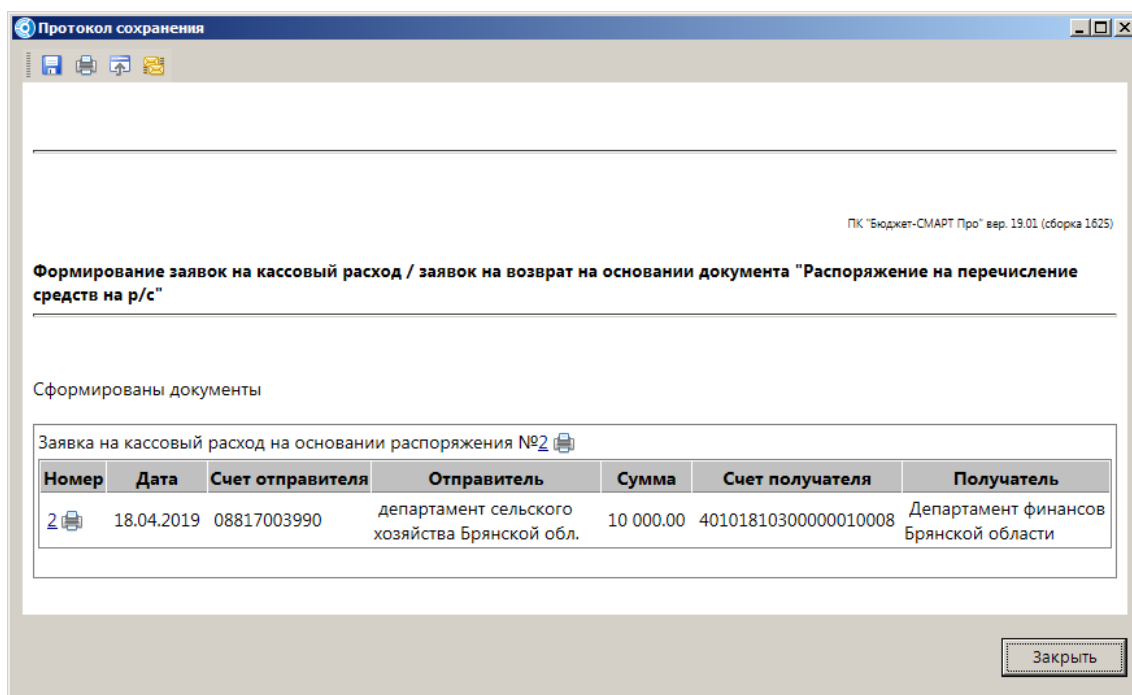 Протокол сохранения
ПК "Бюджет-СМАРТ Про" вер. 19.01 (сборка 1625)
Формирование заявок на кассовый расход / заявок на возврат на основании документа "Распоряжение на перечисление
средств на р/с"
Сформированы документы
Заявка на кассовый расход на основании распоряжения №2
Номер Дата Счет отправителя Отправитель Сумма Счет получателя Получатель
2 18.04.2019 08817003990 департамент сельского хозяйства Брянской обл. 10 000.00 40101810300000010008 Департамент финансов Брянской области
Закрыть